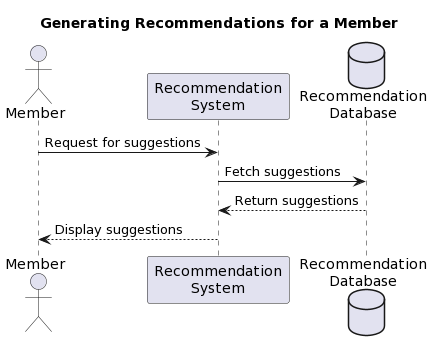 Generating Recommendations for a Member
Member
Recommendation
System
Recommendation
Database
Request for suggestions
Fetch suggestions
Return suggestions
Display suggestions
Member
Recommendation
System
Recommendation
Database